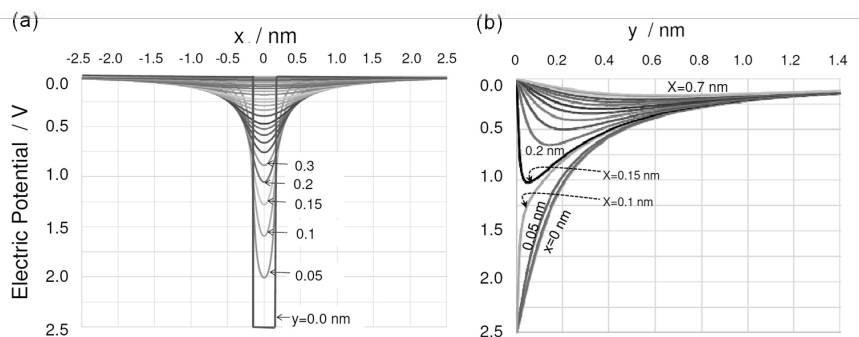 (a)
x / nm
-2.5 -2.0 -1.5 -1.0 -0.5 0 0.5 1.0 1.5 2.0 2.5
Electric Potential / V
0.0
0.5
1.0
1.5
2.0
2.5
0.3
0.2
0.15
0.1
0.05
y=0.0 nm
(b)
y / nm
0 0.2 0.4 0.6 0.8 1.0 1.2 1.4
0.0
0.5
1.0
1.5
2.0
2.5
X=0.7 nm
0.2 nm
X=0.15 nm
X=0.1 nm
0.05 nm
x=0 nm